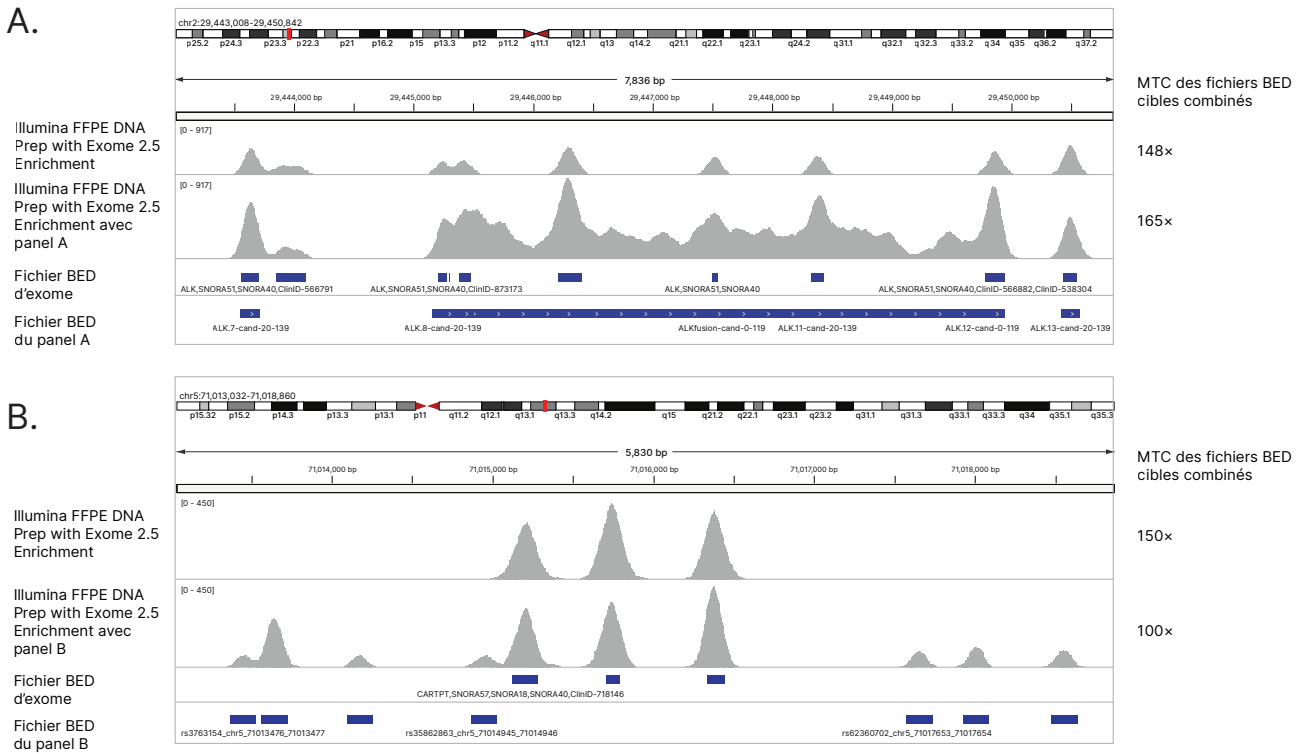 A.
chr2:29,443,008-29,450,842
p25.2 p24.3 p23.3 p22.3 p21 p16.2 p15 p13.3 p12 p11.2 q11.1 q12.1 q13 q14.2 q21.1 q22.1 q23.1 q24.2 q31.1 q32.1 q32.3 q33.2 q34 q35 q36.2 q37.2
7,836 bp
29,444,000 bp 29,445,000 bp 29,446,000 bp 29,447,000 bp 29,448,000 bp 29,449,000 bp 29,450,000 bp
MTC des fichiers BED
cibles combinés
Illumina FFPE DNA
Prep with Exome 2.5
Enrichment
[0 - 917]
148×
Illumina FFPE DNA
Prep with Exome 2.5
Enrichment avec
panel A
[0 - 917]
165×
Fichier BED
d'exome
ALK,SNORA51,SNORA40,ClinID-566791 ALK,SNORA51,SNORA40,ClinID-873173 ALK,SNORA51,SNORA40 ALK,SNORA51,SNORA40,ClinID-566882,ClinID-538304
Fichier BED
du panel A
ALK.7-cand-20-139 ALK.8-cand-20-139 ALKfusion-cand-0-119 ALK.11-cand-20-139 ALK.12-cand-0-119 ALK.13-cand-20-139
B.
chr5:71,013,032-71,018,860
p15.32 p15.2 p14.3 p13.3 p13.1 p11 q11.2 q12.1 q13.1 q13.3 q14.2 q15 q21.2 q22.1 q23.1 q23.2 q31.1 q31.3 q33.1 q33.3 q34 q35.1 q35.3
5,830 bp
71,014,000 bp 71,015,000 bp 71,016,000 bp 71,017,000 bp 71,018,000 bp
MTC des fichiers BED
cibles combinés
Illumina FFPE DNA
Prep with Exome 2.5
Enrichment
[0 - 450]
150×
Illumina FFPE DNA
Prep with Exome 2.5
Enrichment avec
panel B
[0 - 450]
100×
Fichier BED
d'exome
CARTPT,SNORA57,SNORA18,SNORA40,ClinID-718146
Fichier BED
du panel B
rs3763154_chr5_71013476_71013477 rs35862863_chr5_71014945_71014946 rs62360702_chr5_71017653_71017654